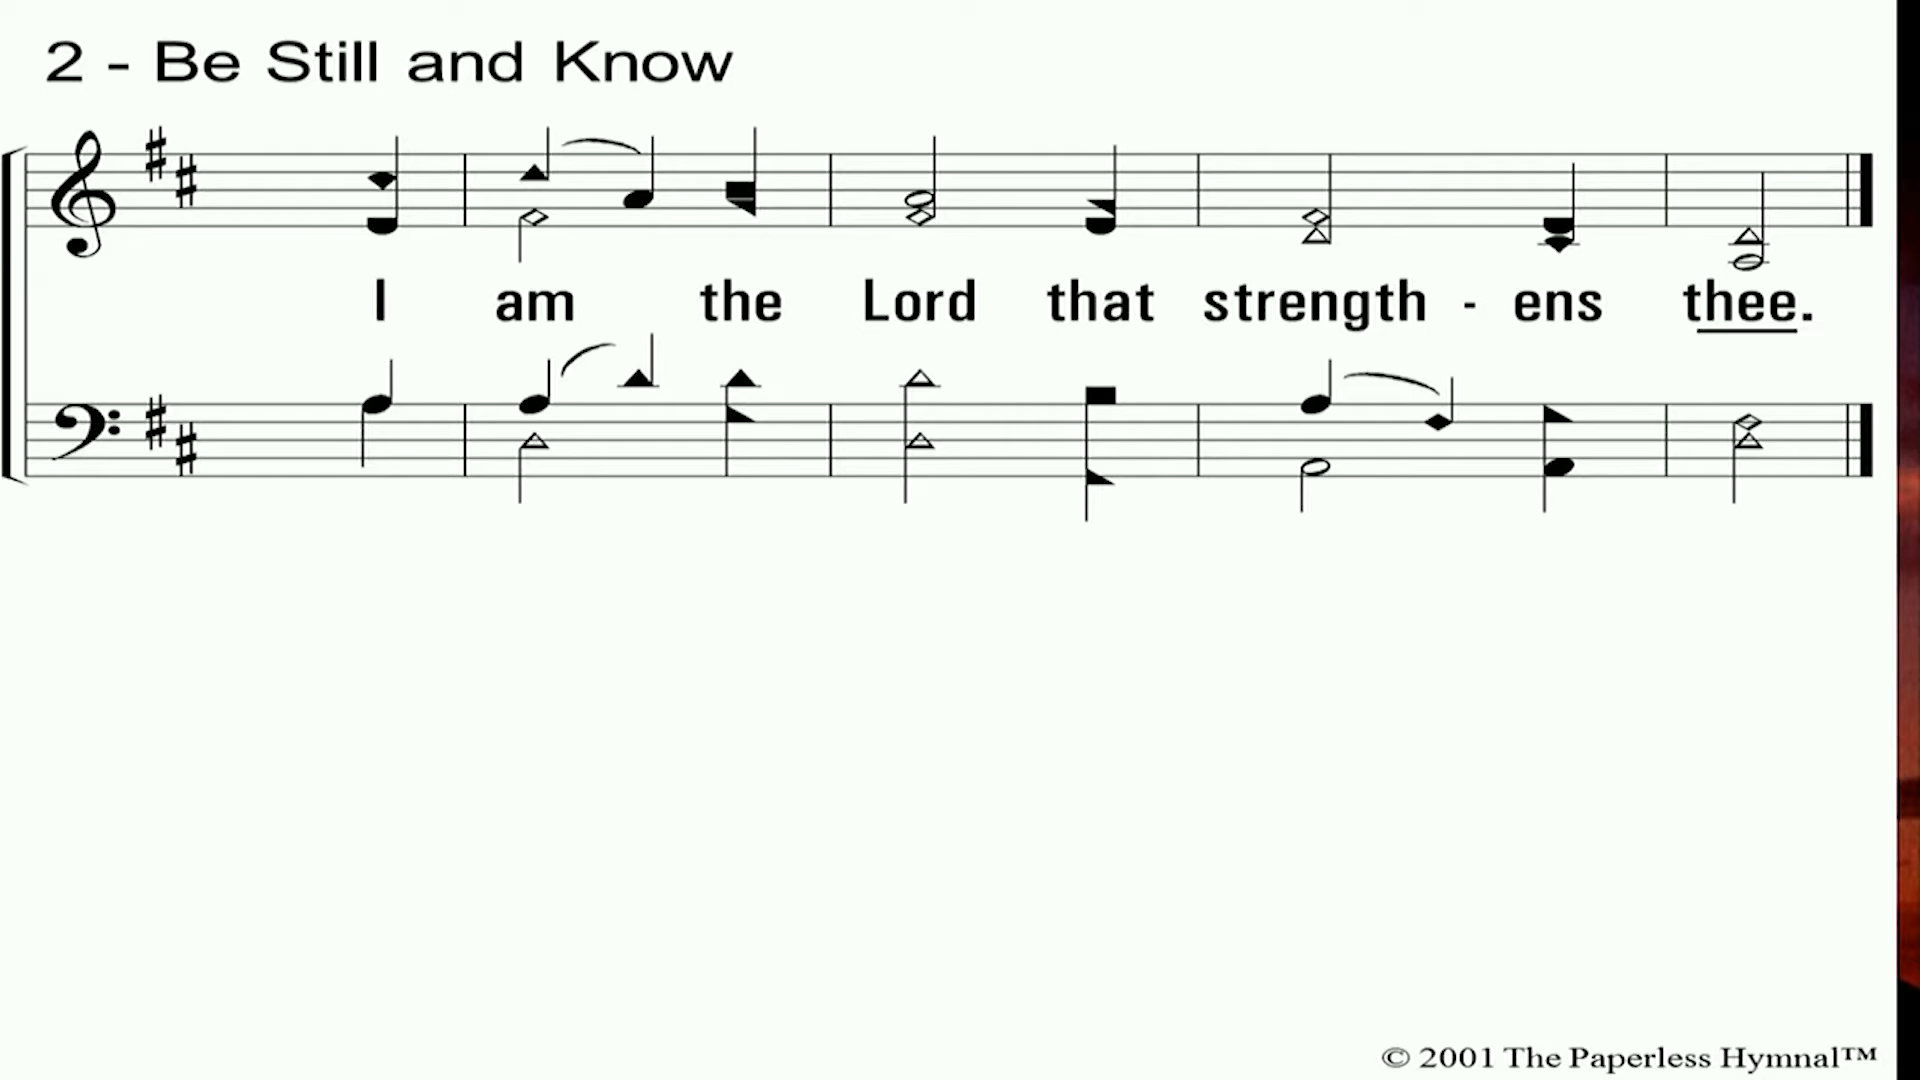 2 - Be Still and Know
I am the Lord that strength - ens thee.
© 2001 The Paperless Hymnal™